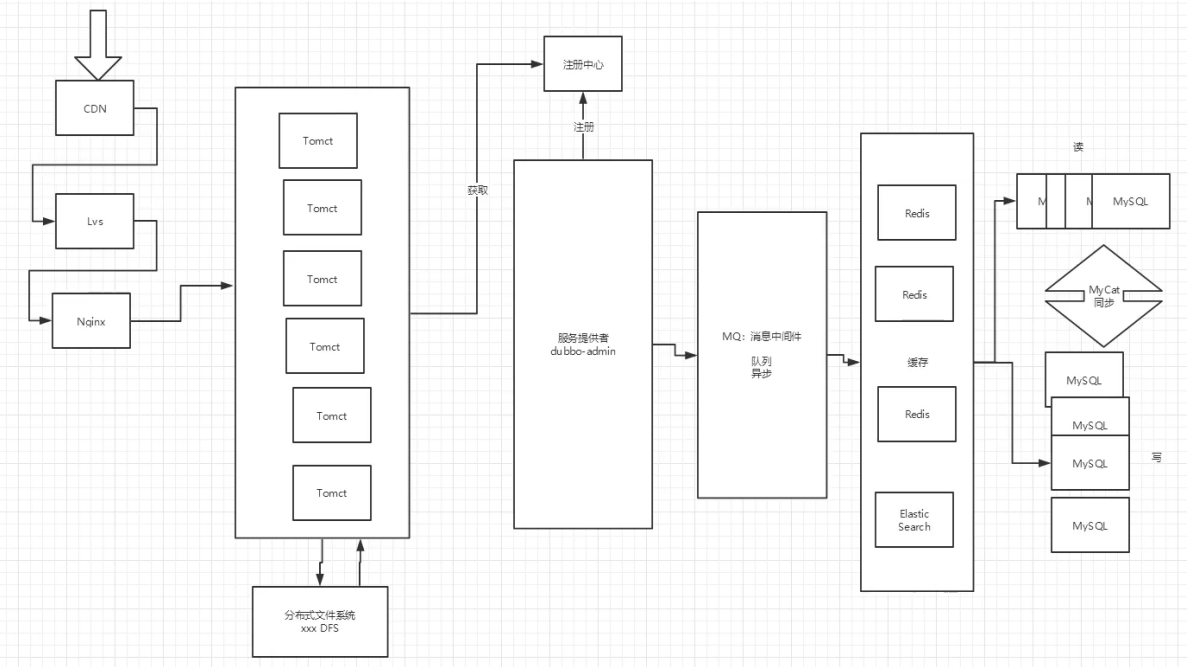 CDN
Lvs
Nginx
Tomct
Tomct
Tomct
Tomct
Tomct
Tomct
分布式文件系统
xxx DFS
获取
注册中心
注册
服务提供者
dubbo-admin
MQ：消息中间件
队列
异步
Redis
Redis
缓存
Redis
Elastic
Search
读
M
M
MySQL
MyCat
同步
MySQL
MySQL
MySQL
写
MySQL